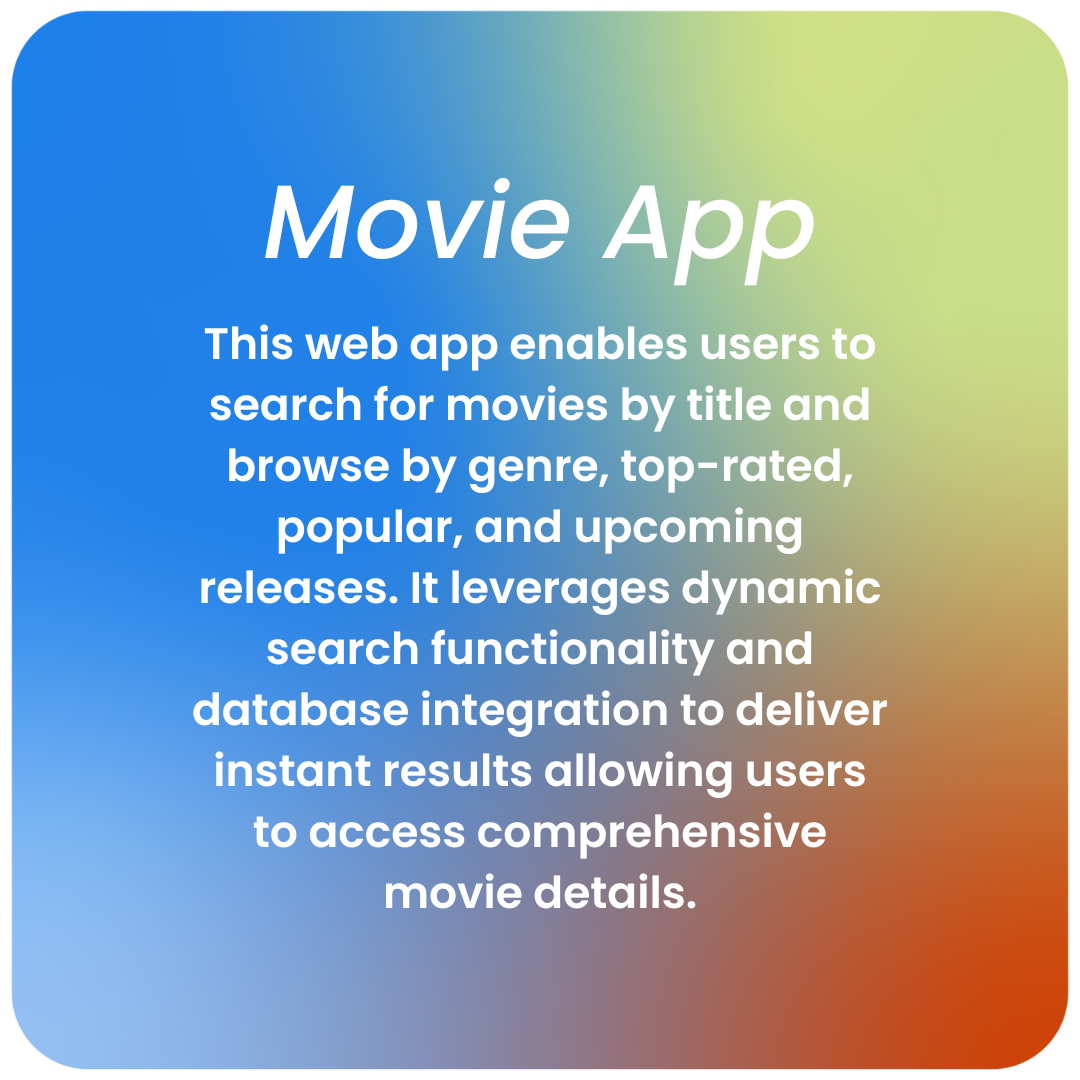 Movie App
This web app enables users to
search for movies by title and
browse by genre, top-rated,
popular, and upcoming
releases. It leverages dynamic
search functionality and
database integration to deliver
instant results allowing users
to access comprehensive
movie details.